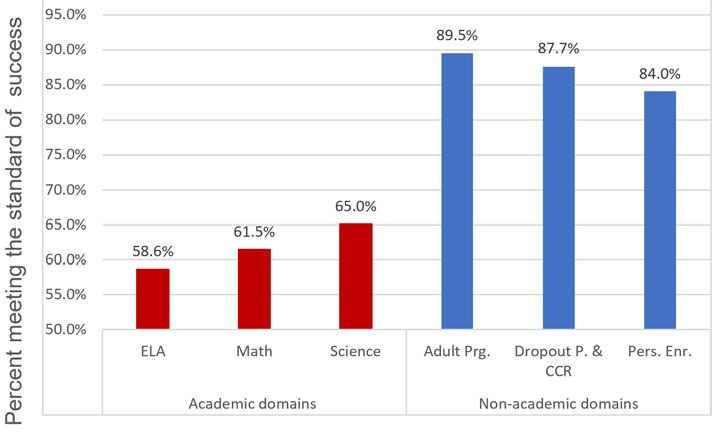 Percent meeting the standard of success
95.0%
90.0%
85.0%
80.0%
75.0%
70.0%
65.0%
60.0%
55.0%
50.0%
58.6%
61.5%
65.0%
89.5%
87.7%
84.0%
ELA
Math
Science
Adult Prg.
Dropout P. &
CCR
Pers. Enr.
Academic domains
Non-academic domains